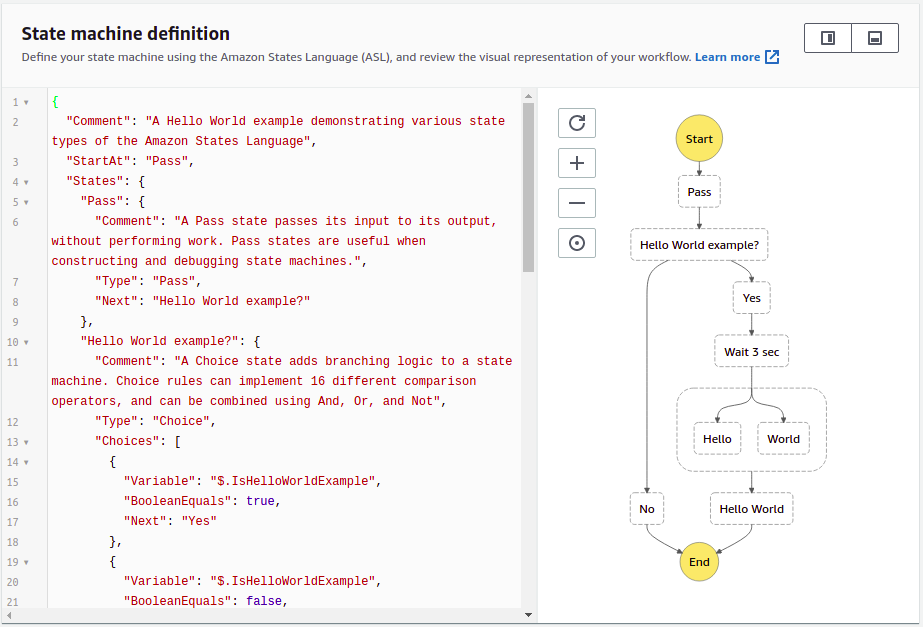 State machine definition
Define your state machine using the Amazon States Language (ASL), and review the visual representation of your workflow. Learn more
1 {
2 "Comment": "A Hello World example demonstrating various state
types of the Amazon States Language",
3 "StartAt": "Pass",
4 "States": {
5 "Pass": {
6 "Comment": "A Pass state passes its input to its output,
without performing work. Pass states are useful when
constructing and debugging state machines.",
7 "Type": "Pass",
8 "Next": "Hello World example?"
9 },
10 "Hello World example?": {
11 "Comment": "A Choice state adds branching logic to a state
machine. Choice rules can implement 16 different comparison
operators, and can be combined using And, Or, and Not",
12 "Type": "Choice",
13 "Choices": [
14 {
15 "Variable": "$.IsHelloWorldExample",
16 "BooleanEquals": true,
17 "Next": "Yes"
18 },
19 {
20 "Variable": "$.IsHelloWorldExample",
21 "BooleanEquals": false,
Start
Pass
Hello World example?
Yes
Wait 3 sec
Hello
World
No
Hello World
End